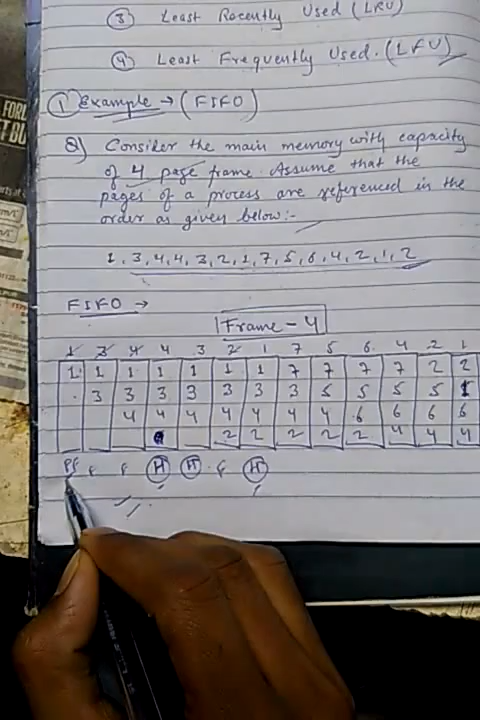 ③ Least Recently Used (LRU)
④ Least Frequently Used. (LFU)
① Example → (FIFO)
Q) Consider the main memory with capacity
of 4 page frame. Assume that the
pages of a process are referenced in the
order as given below:-
1, 3, 4, 4, 3, 2, 1, 7, 5, 6, 4, 2, 1, 2
FIFO →
Frame - 4
1 3 4 4 3 2 1 7 5 6 4 2 1
1 1 1 1 1 1 1 7 7 7 7 2 2
3 3 3 3 3 3 3 5 5 5 5 1
4 4 4 4 4 4 4 6 6 6 6
2 2 2 2 2 4 4 4
PF F F H H F H